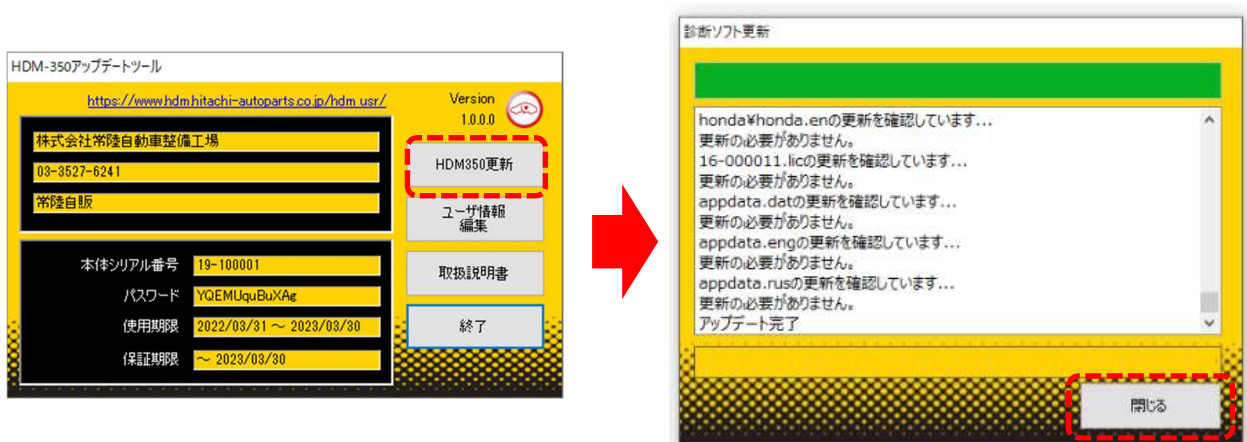 HDM-350アップデートツール
https://www.hdm.hitachi-autoparts.co.jp/hdm_usr/
Version
1.0.0.0
株式会社常陸自動車整備工場
03-3527-6241
常陸自販
HDM350更新
ユーザ情報
編集
取扱説明書
終了
本体シリアル番号 19-100001
パスワード YQEMUquBuXAg
使用期限 2022/03/31 ～ 2023/03/30
保証期限 ～ 2023/03/30
診断ソフト更新
honda¥honda.enの更新を確認しています...
更新の必要がありません。
16-000011.licの更新を確認しています...
更新の必要がありません。
appdata.datの更新を確認しています...
更新の必要がありません。
appdata.engの更新を確認しています...
更新の必要がありません。
appdata.rusの更新を確認しています...
更新の必要がありません。
アップデート完了
閉じる